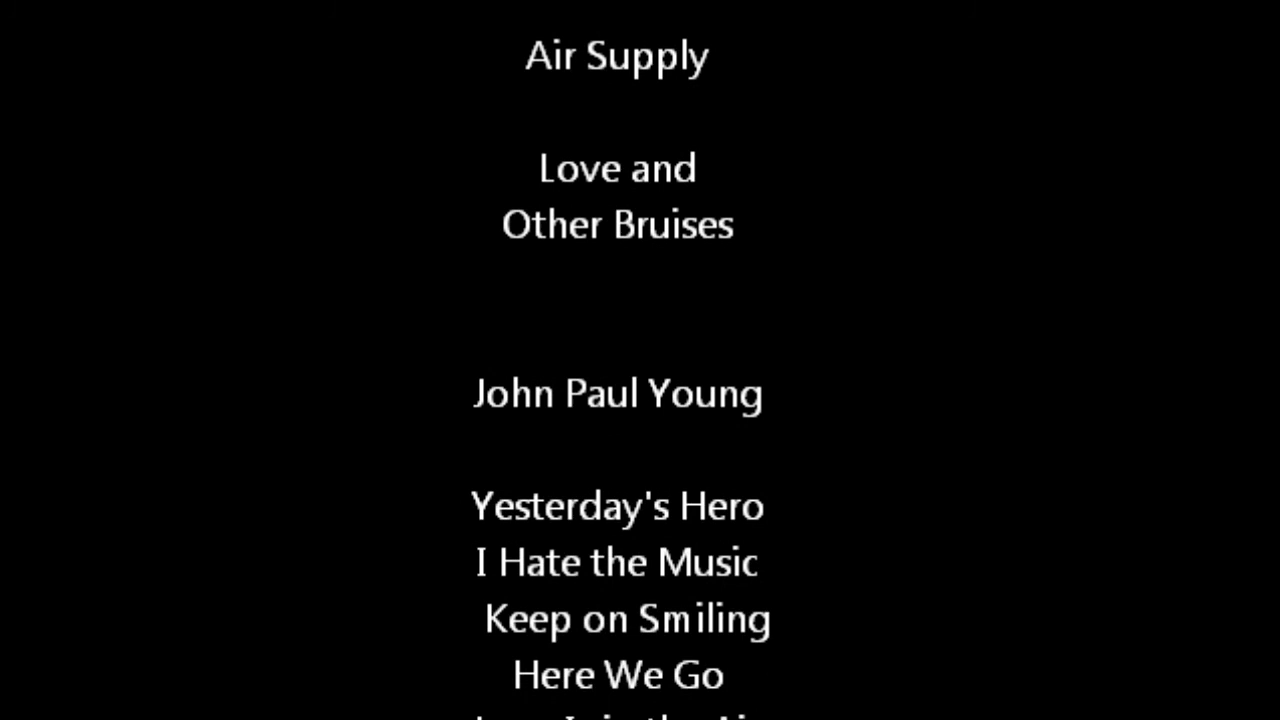 Air Supply
Love and
Other Bruises
John Paul Young
Yesterday's Hero
I Hate the Music
Keep on Smiling
Here We Go